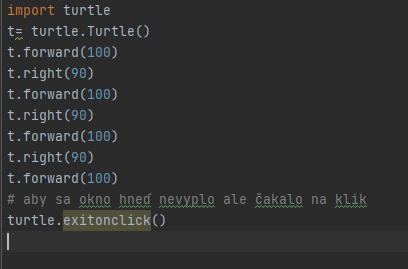 import turtle
t= turtle.Turtle()
t.forward(100)
t.right(90)
t.forward(100)
t.right(90)
t.forward(100)
t.right(90)
t.forward(100)
# aby sa okno hneď nevyplo ale čakalo na klik
turtle.exitonclick()